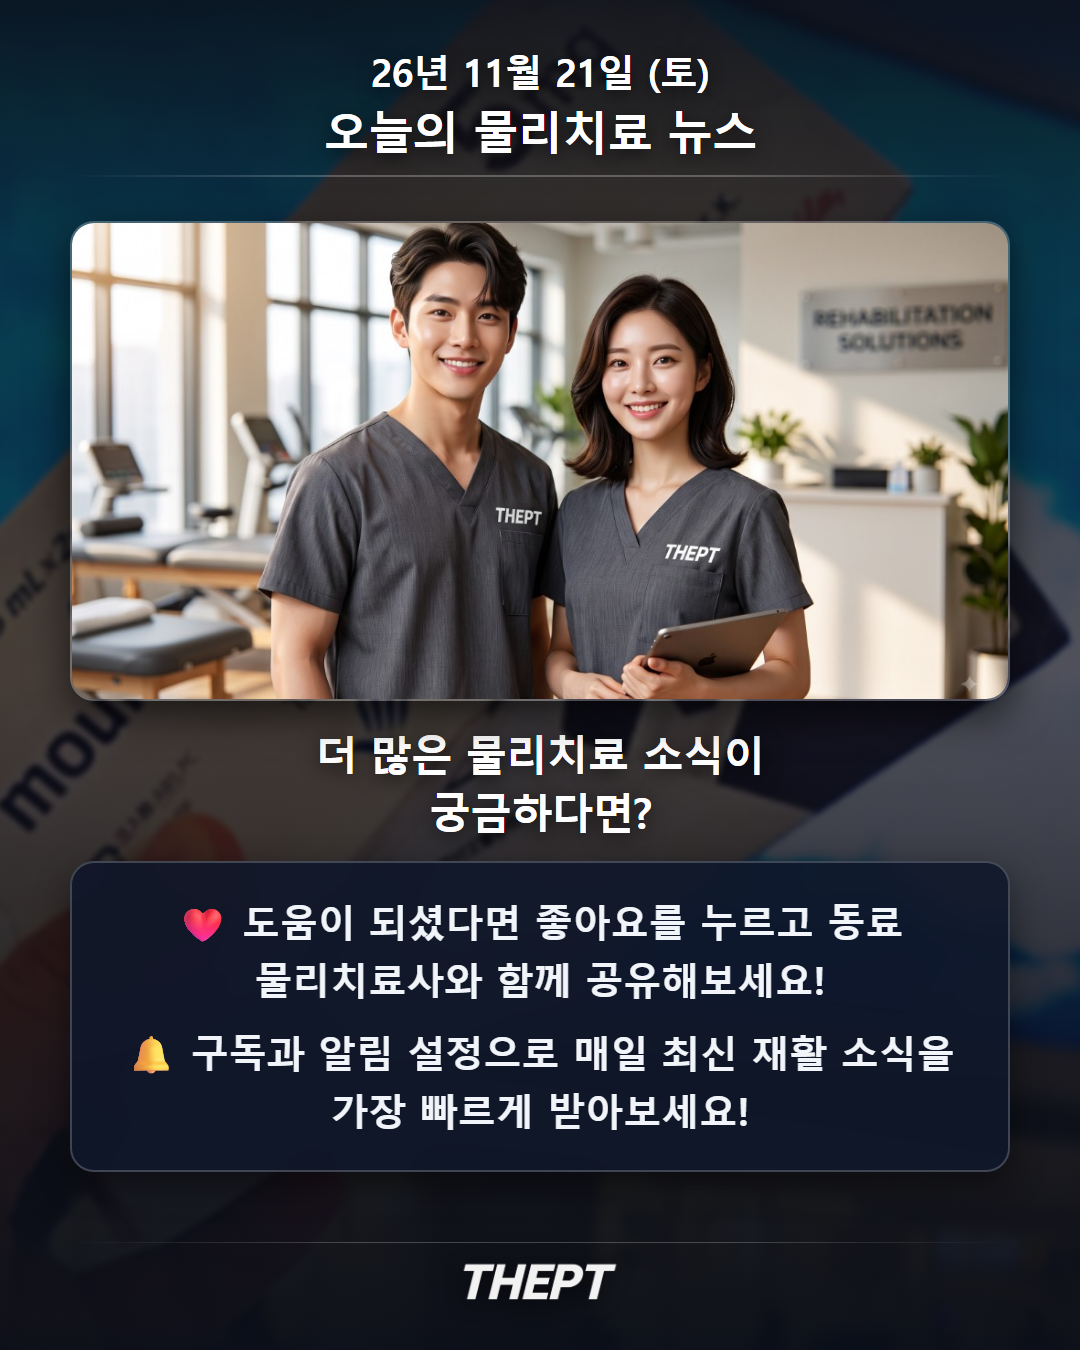 26년 11월 21일 (토)
오늘의 물리치료 뉴스
REHABILITATION
SOLUTIONS
THEPT
THEPT
더 많은 물리치료 소식이
궁금하다면?
도움이 되셨다면 좋아요를 누르고 동료
물리치료사와 함께 공유해보세요!
구독과 알림 설정으로 매일 최신 재활 소식을
가장 빠르게 받아보세요!
THEPT